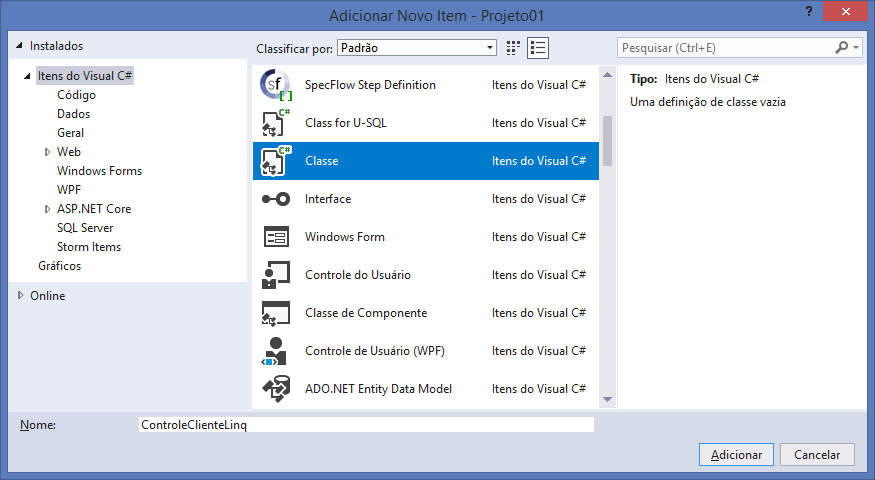 Adicionar Novo Item - Projeto01
?
Instalados
Classificar por: Padrão
Pesquisar (Ctrl+E)
Itens do Visual C#
Código
Dados
Geral
Web
Windows Forms
WPF
ASP.NET Core
SQL Server
Storm Items
Gráficos
Online
SpecFlow Step Definition Itens do Visual C#
Class for U-SQL Itens do Visual C#
Classe Itens do Visual C#
Interface Itens do Visual C#
Windows Form Itens do Visual C#
Controle do Usuário Itens do Visual C#
Classe de Componente Itens do Visual C#
Controle de Usuário (WPF) Itens do Visual C#
ADO.NET Entity Data Model Itens do Visual C#
Tipo: Itens do Visual C#
Uma definição de classe vazia
Nome: ControleClienteLinq
Adicionar Cancelar